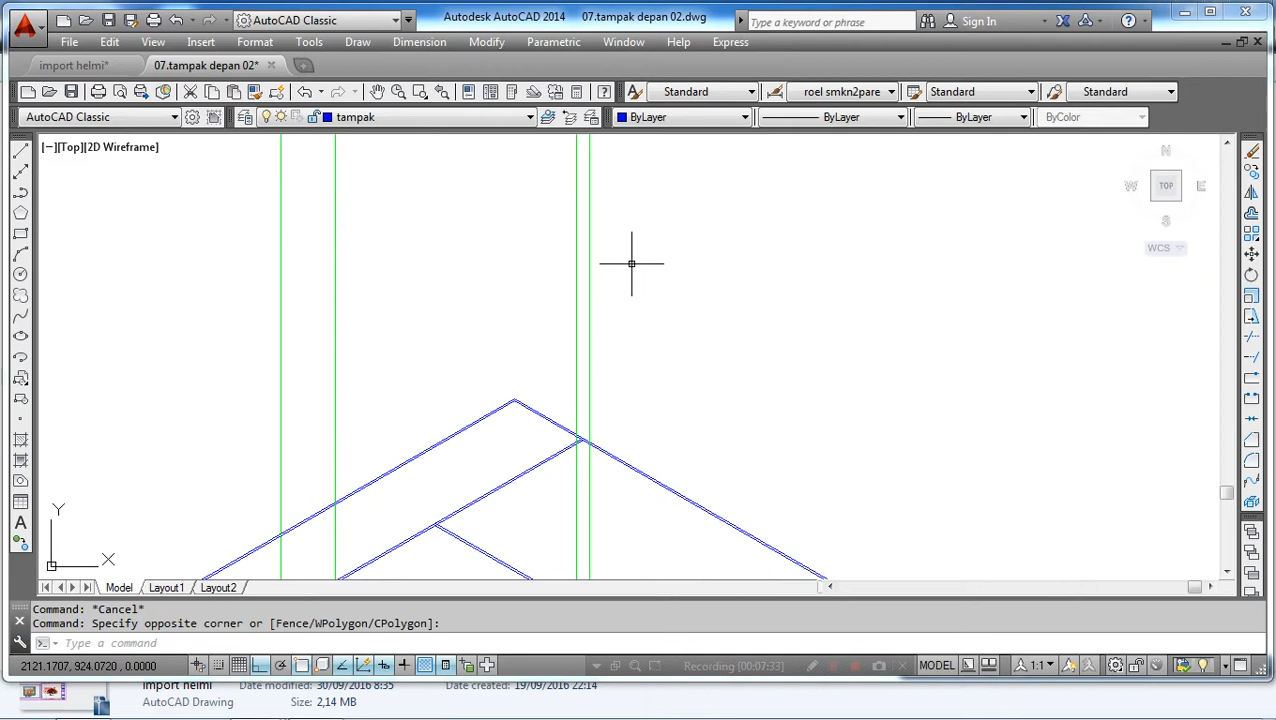 AutoCAD Classic
Autodesk AutoCAD 2014 07.tampak depan 02.dwg
Type a keyword or phrase
Sign In
File Edit View Insert Format Tools Draw Dimension Modify Parametric Window Help Express
import helmi* 07.tampak depan 02*
Standard roel smkn2pare Standard Standard
AutoCAD Classic tampak ByLayer ByLayer ByLayer ByColor
[−][Top][2D Wireframe]
N
W TOP E
S
WCS
Y
X
Model Layout1 Layout2
Command: *Cancel*
Command: Specify opposite corner or [Fence/WPolygon/CPolygon]:
Type a command
2121.1707, 924.0720, 0.0000 Recording [00:07:33] MODEL 1:1
import helmi Date modified: 30/09/2016 8:35 Date created: 19/09/2016 22:14
AutoCAD Drawing Size: 2,14 MB